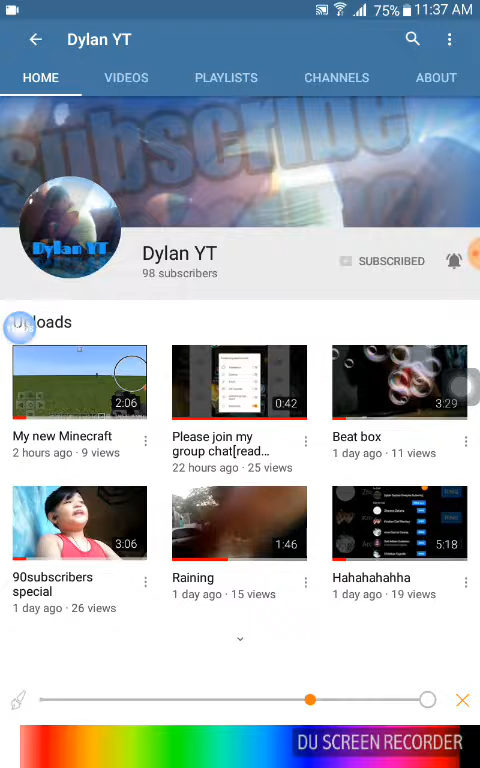 75% 11:37 AM
Dylan YT
HOME VIDEOS PLAYLISTS CHANNELS ABOUT
Subscribe
Dylan YT
Dylan YT
98 subscribers
SUBSCRIBED
Uploads
2:06
0:42
3:29
My new Minecraft
2 hours ago · 9 views
Please join my
group chat[read...
22 hours ago · 25 views
Beat box
1 day ago · 11 views
3:06
1:46
5:18
90subscribers
special
1 day ago · 26 views
Raining
1 day ago · 15 views
Hahahahahha
1 day ago · 19 views
DU SCREEN RECORDER